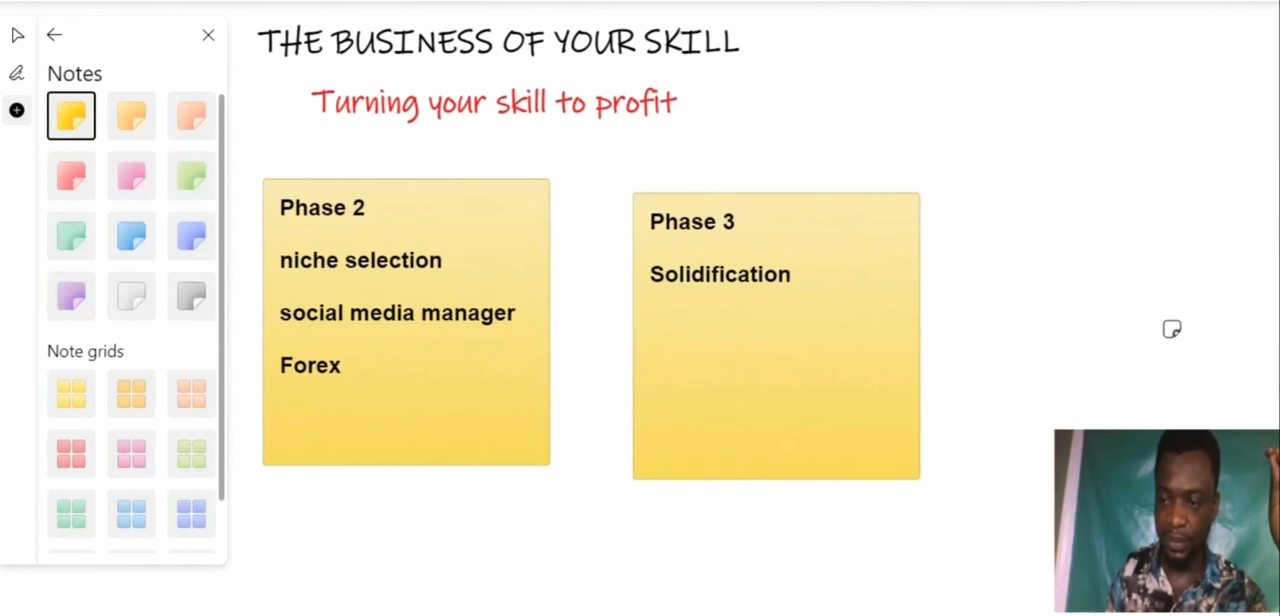 Notes
Note grids
THE BUSINESS OF YOUR SKILL
Turning your skill to profit
Phase 2
niche selection
social media manager
Forex
Phase 3
Solidification